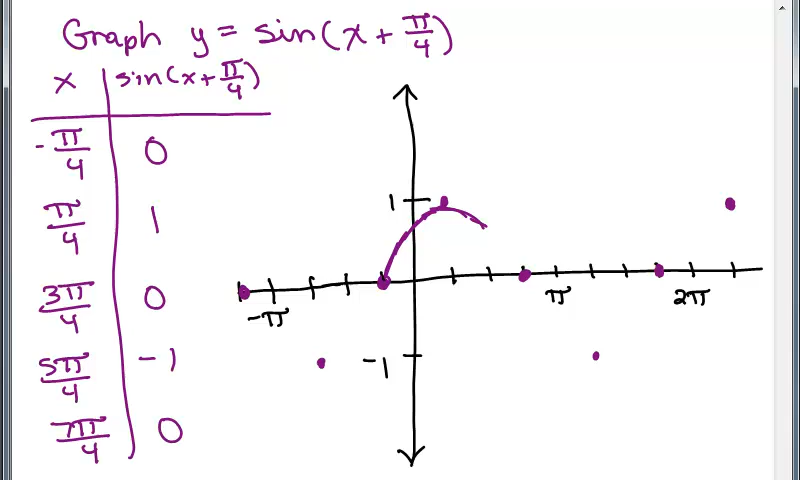 Graph y = sin(x + π/4)
x sin(x + π/4)
-π/4 0
π/4 1
3π/4 0
5π/4 -1
7π/4 0
1
-π π 2π
-1